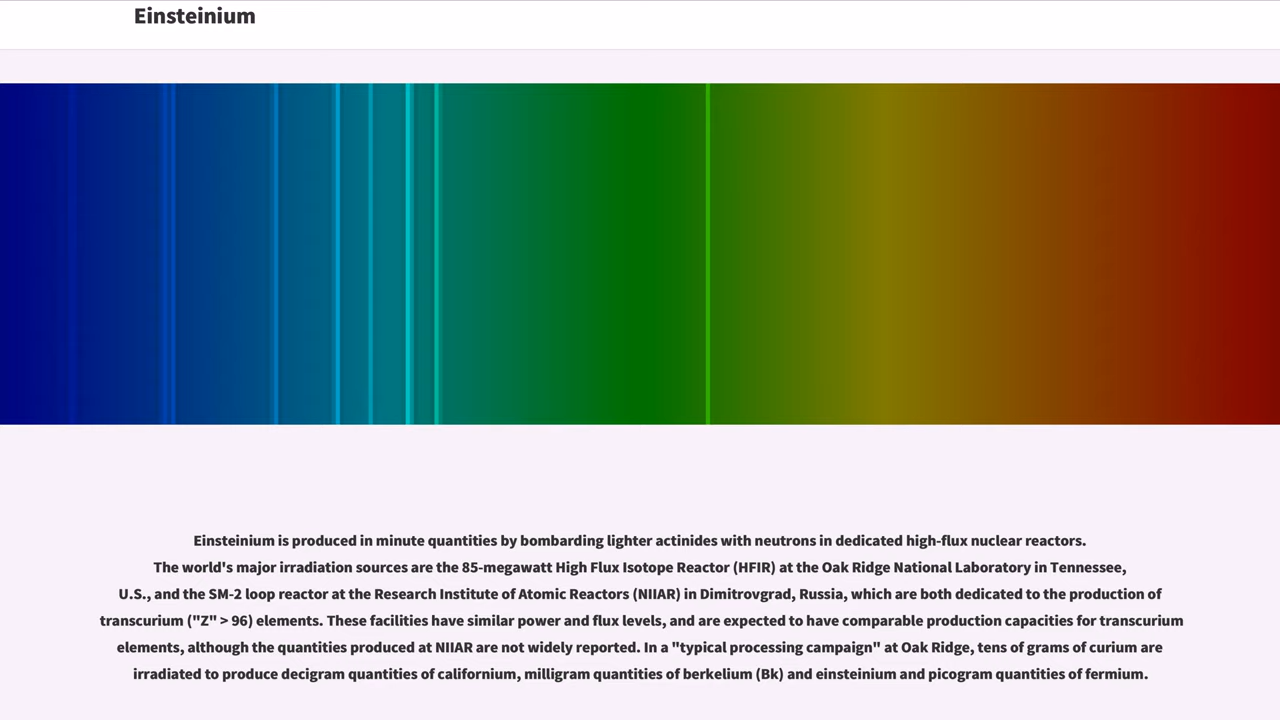 Einsteinium
Einsteinium is produced in minute quantities by bombarding lighter actinides with neutrons in dedicated high-flux nuclear reactors.
The world's major irradiation sources are the 85-megawatt High Flux Isotope Reactor (HFIR) at the Oak Ridge National Laboratory in Tennessee,
U.S., and the SM-2 loop reactor at the Research Institute of Atomic Reactors (NIIAR) in Dimitrovgrad, Russia, which are both dedicated to the production of
transcurium ("Z" > 96) elements. These facilities have similar power and flux levels, and are expected to have comparable production capacities for transcurium
elements, although the quantities produced at NIIAR are not widely reported. In a "typical processing campaign" at Oak Ridge, tens of grams of curium are
irradiated to produce decigram quantities of californium, milligram quantities of berkelium (Bk) and einsteinium and picogram quantities of fermium.